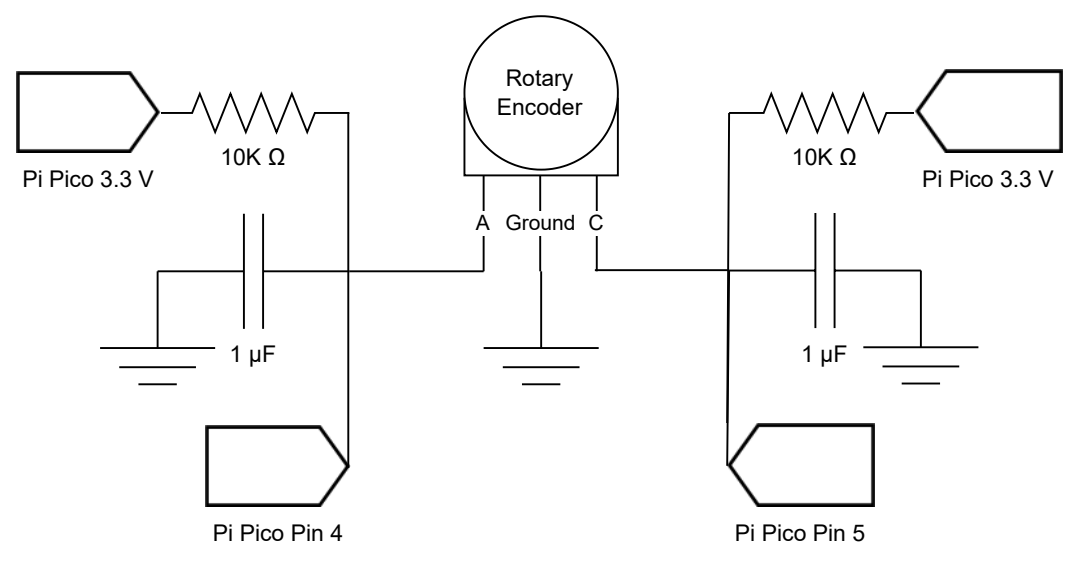 Rotary
Encoder
10K Ω
10K Ω
Pi Pico 3.3 V
Pi Pico 3.3 V
A Ground C
1 µF
1 µF
Pi Pico Pin 4
Pi Pico Pin 5